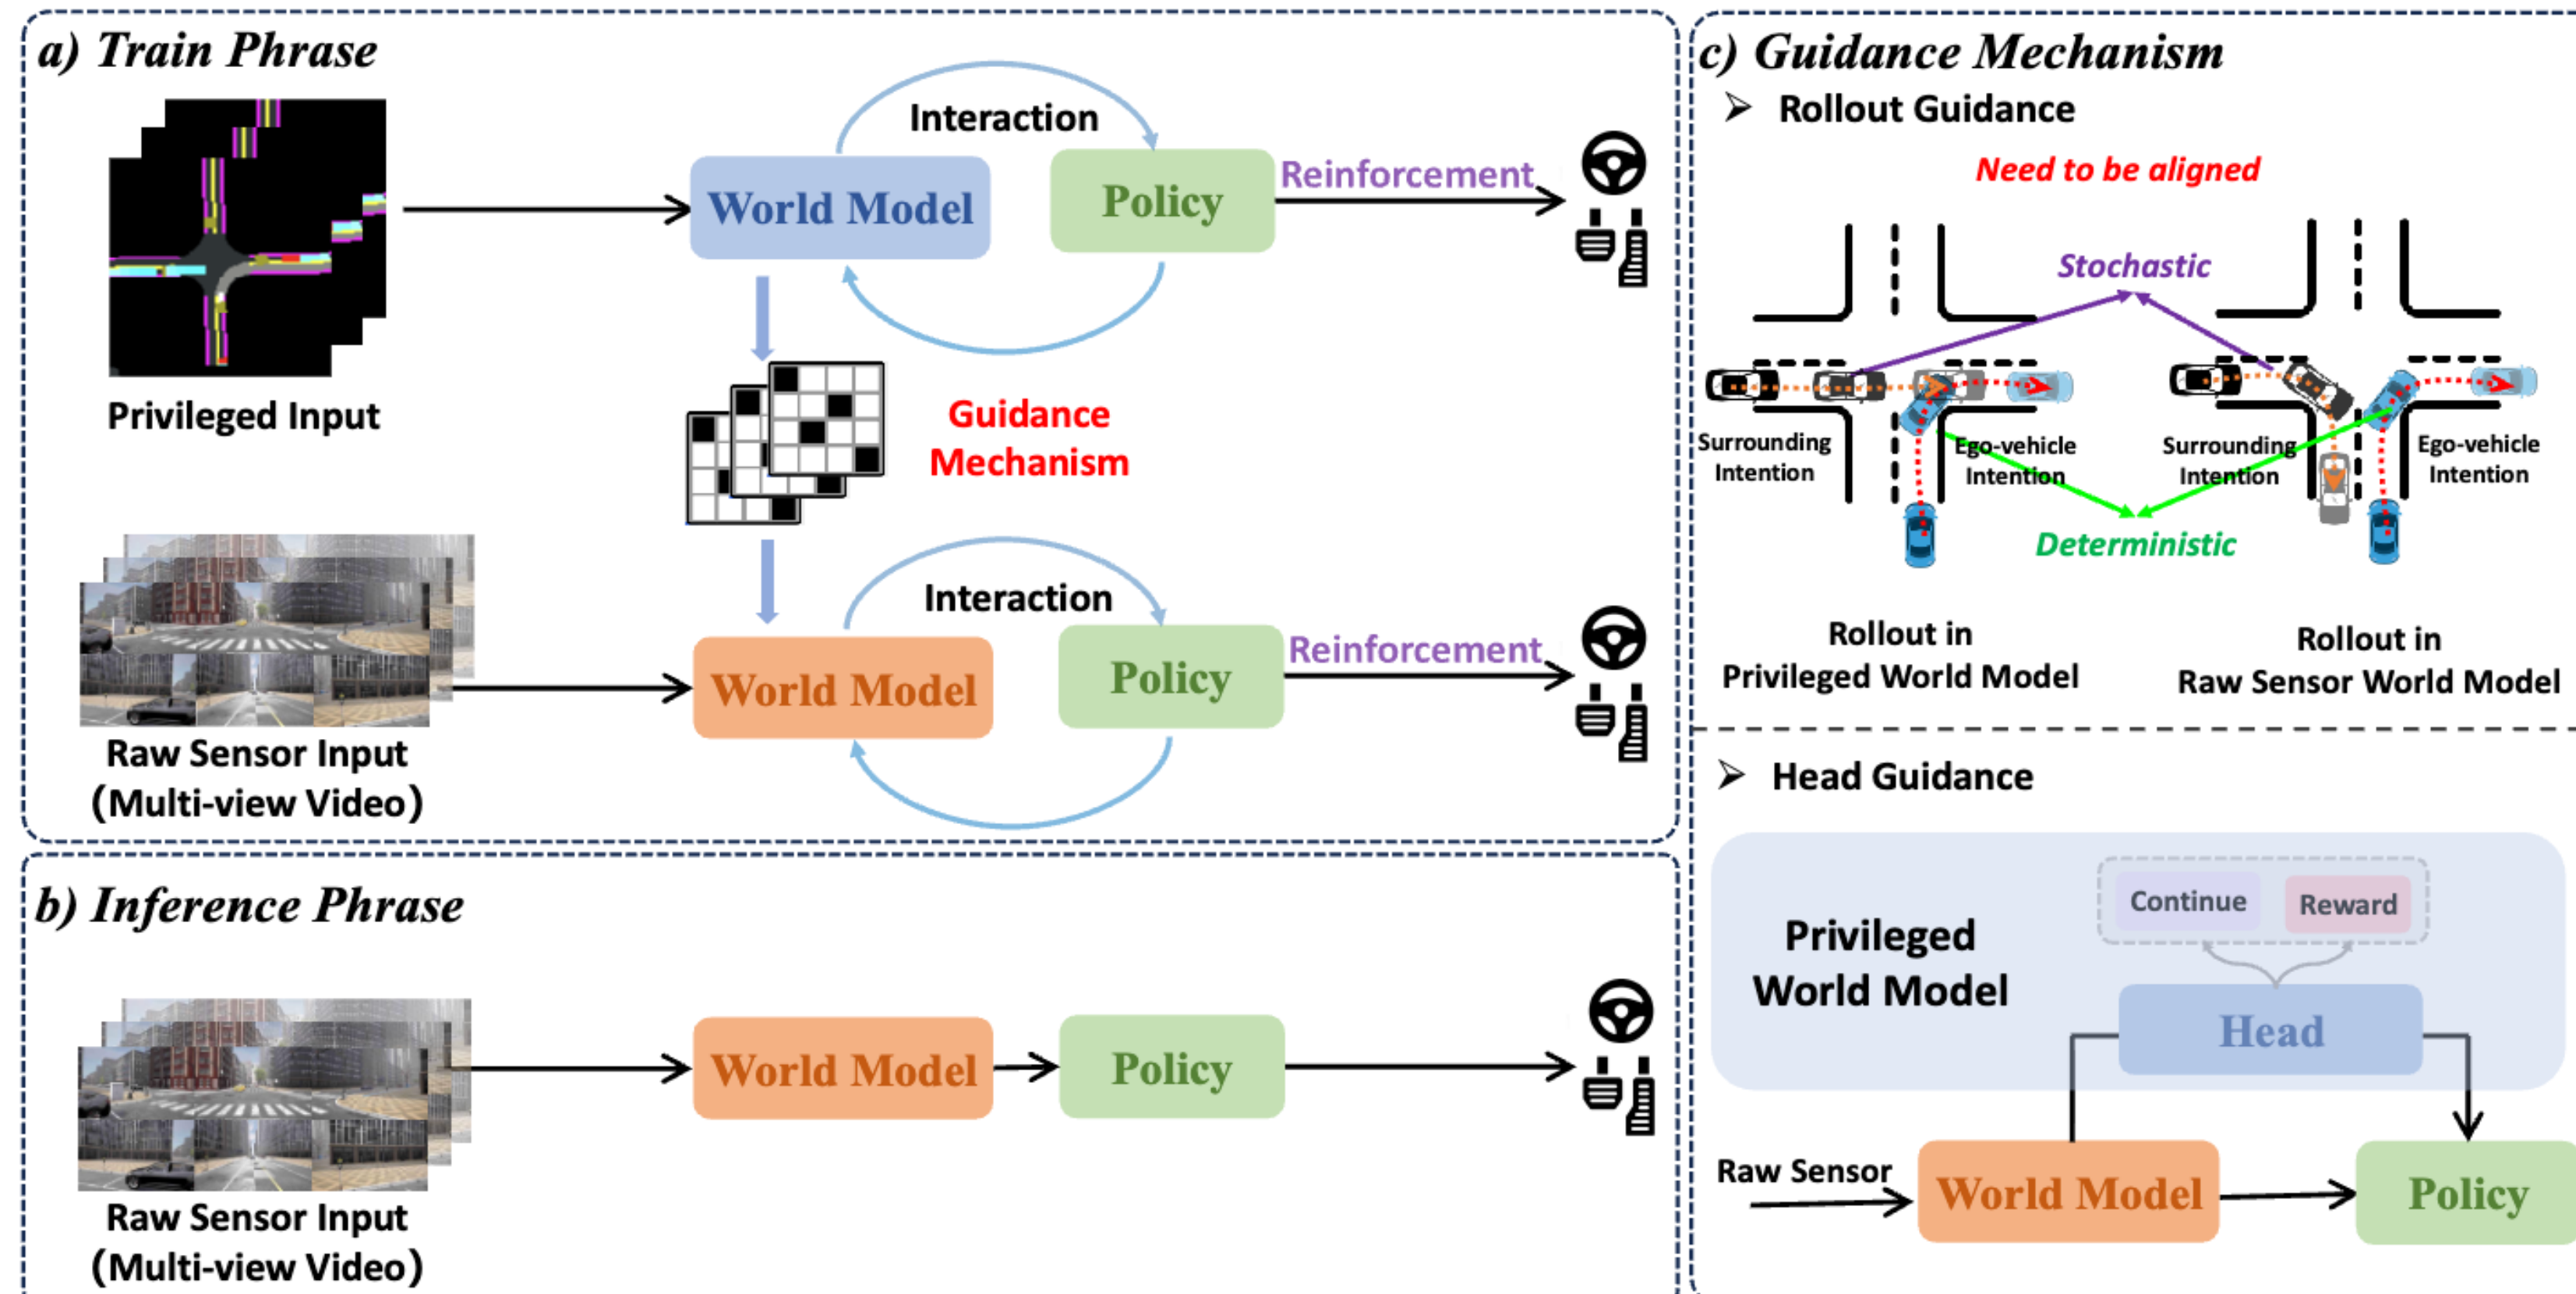 a) Train Phrase
Interaction
World Model
Policy
Reinforcement
Privileged Input
Guidance
Mechanism
Interaction
World Model
Policy
Reinforcement
Raw Sensor Input
(Multi-view Video)
b) Inference Phrase
World Model
Policy
Raw Sensor Input
(Multi-view Video)
c) Guidance Mechanism
➢ Rollout Guidance
Need to be aligned
Stochastic
Surrounding
Intention
Ego-vehicle
Intention
Surrounding
Intention
Ego-vehicle
Intention
Deterministic
Rollout in
Privileged World Model
Rollout in
Raw Sensor World Model
➢ Head Guidance
Continue
Reward
Privileged
World Model
Head
Raw Sensor
World Model
Policy